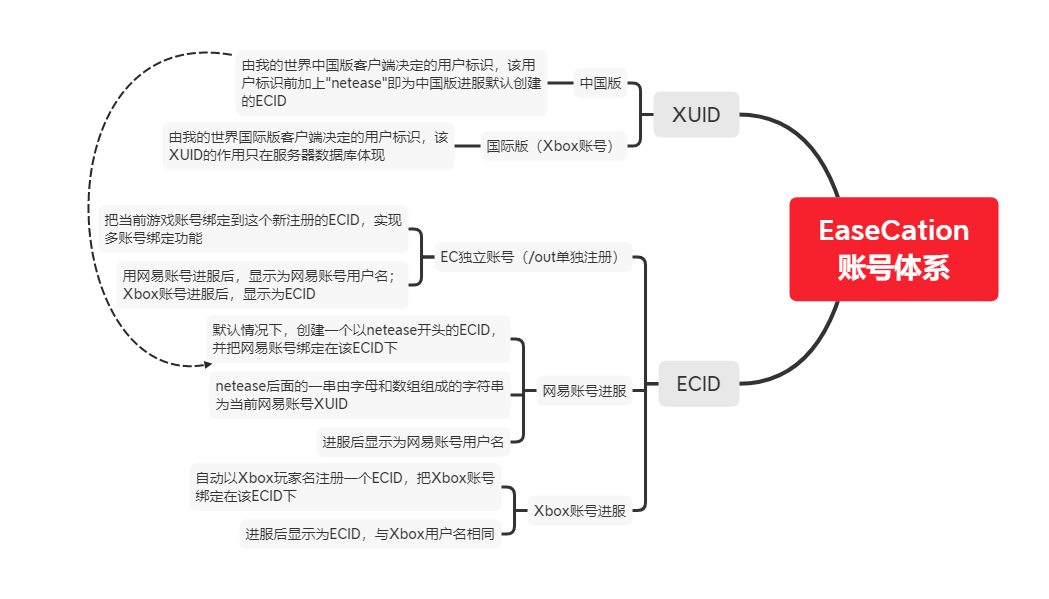 EaseCation
账号体系
XUID
中国版
由我的世界中国版客户端决定的用户标识，该用
户标识前加上"netease"即为中国版进服默认创建
的ECID
国际版（Xbox账号）
由我的世界国际版客户端决定的用户标识，该
XUID的作用只在服务器数据库体现
ECID
EC独立账号（/out单独注册）
把当前游戏账号绑定到这个新注册的ECID，实现
多账号绑定功能
用网易账号进服后，显示为网易账号用户名；
Xbox账号进服后，显示为ECID
网易账号进服
默认情况下，创建一个以netease开头的ECID，
并把网易账号绑定在该ECID下
netease后面的一串由字母和数组组成的字符串
为当前网易账号XUID
进服后显示为网易账号用户名
Xbox账号进服
自动以Xbox玩家名注册一个ECID，把Xbox账号
绑定在该ECID下
进服后显示为ECID，与Xbox用户名相同